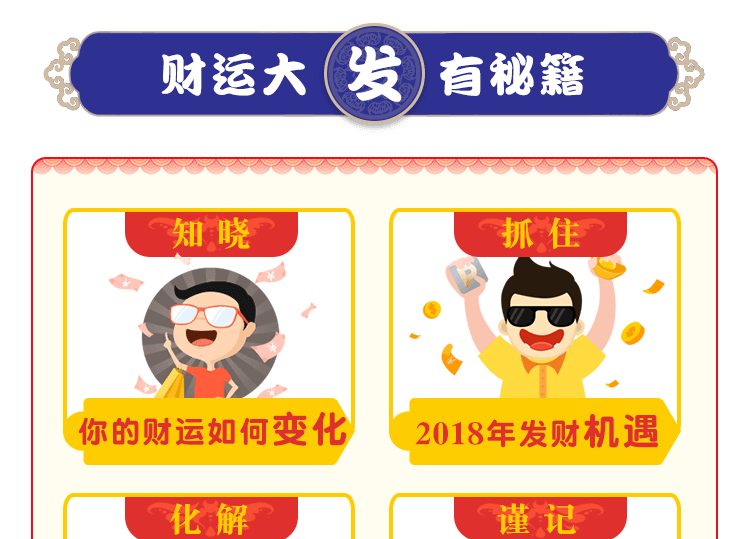 财运大发有秘籍
知晓
抓住
你的财运如何变化
2018年发财机遇
化解
谨记